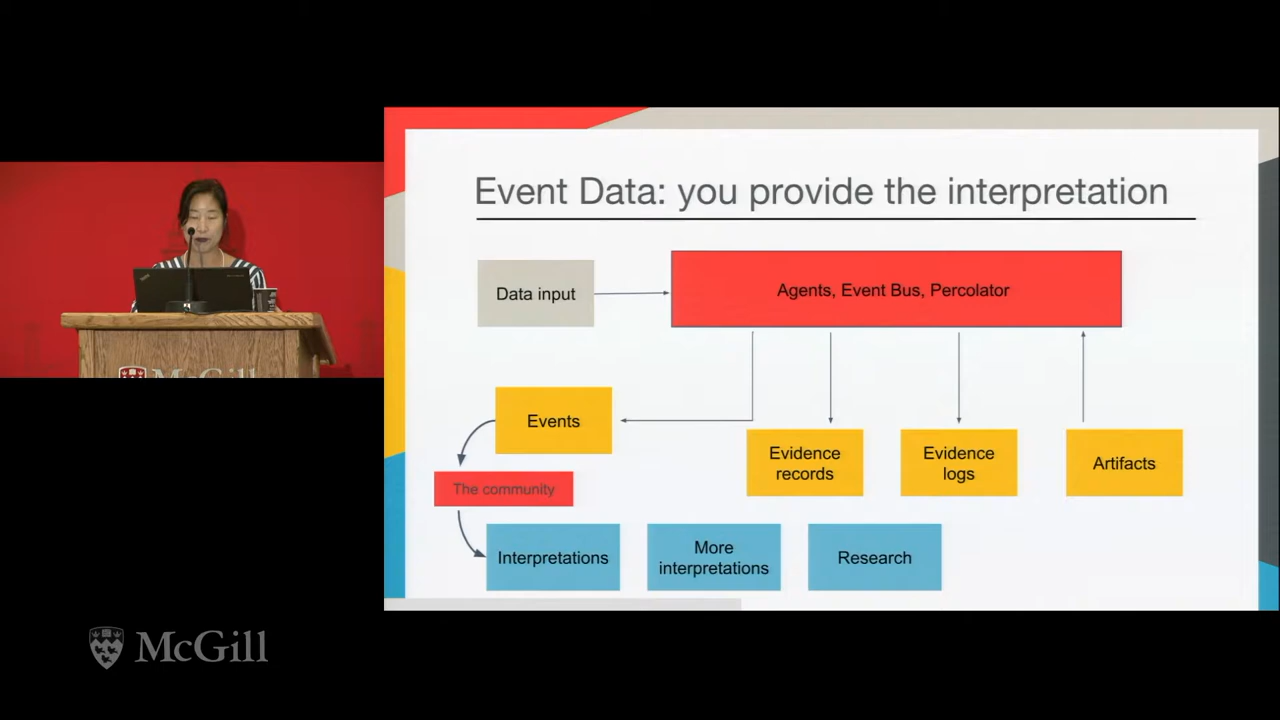 Event Data: you provide the interpretation
Data input
Agents, Event Bus, Percolator
Events
Evidence
records
Evidence
logs
Artifacts
The community
Interpretations
More
interpretations
Research
McGill
McGill